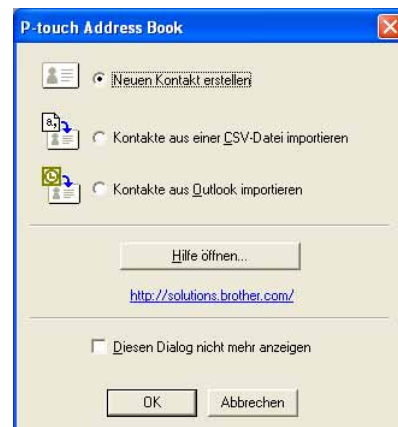 P-touch Address Book
Neuen Kontakt erstellen
a,
Kontakte aus einer CSV-Datei importieren
Kontakte aus Outlook importieren
Hilfe öffnen...
http://solutions.brother.com/
Diesen Dialog nicht mehr anzeigen
OK Abbrechen